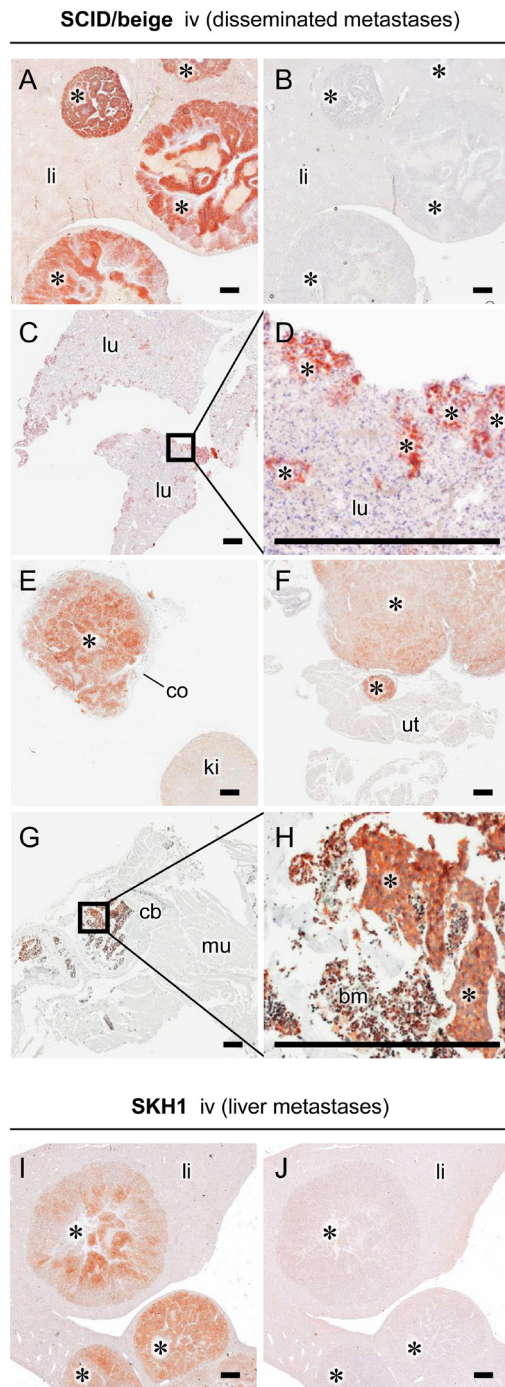 SCID/beige iv (disseminated metastases)
A * * li * *
B * * * *
C lu lu
D * * * * * lu
E * co ki
F * * ut
G cb mu
H * bm *
SKH1 iv (liver metastases)
I li * * *
J li * * *